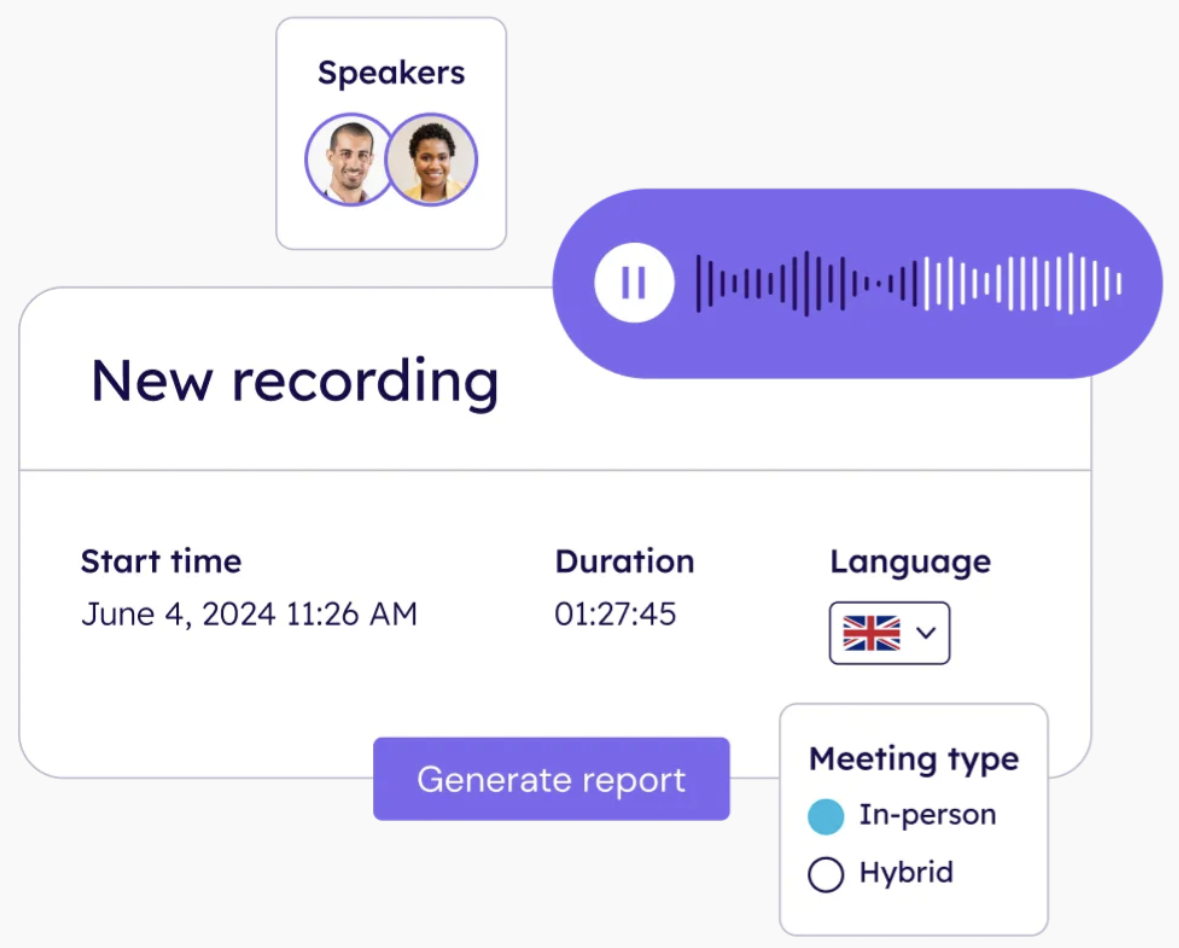 Speakers
New recording
Start time
June 4, 2024 11:26 AM
Duration
01:27:45
Language
Generate report
Meeting type
In-person
Hybrid